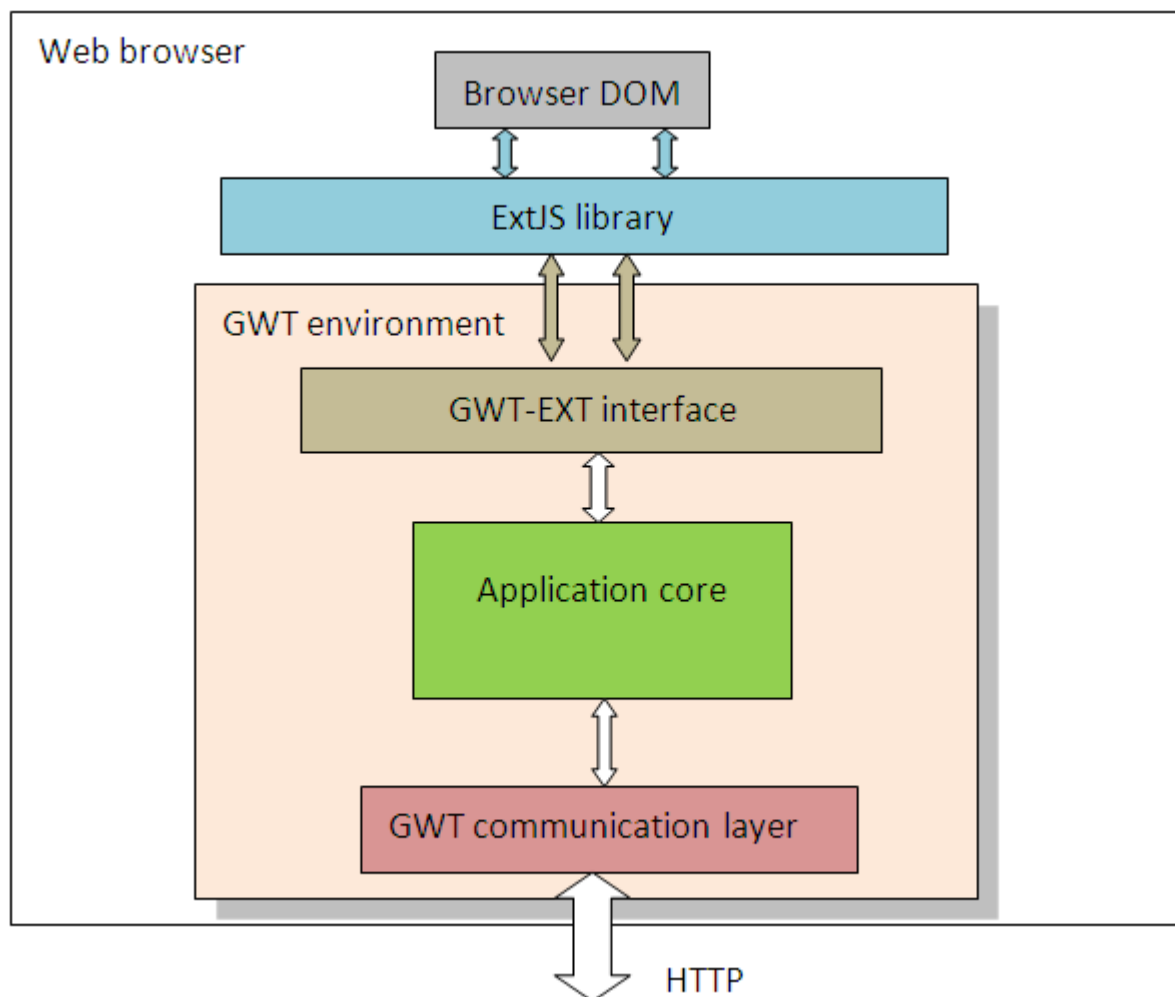 Web browser
Browser DOM
ExtJS library
GWT environment
GWT-EXT interface
Application core
GWT communication layer
HTTP